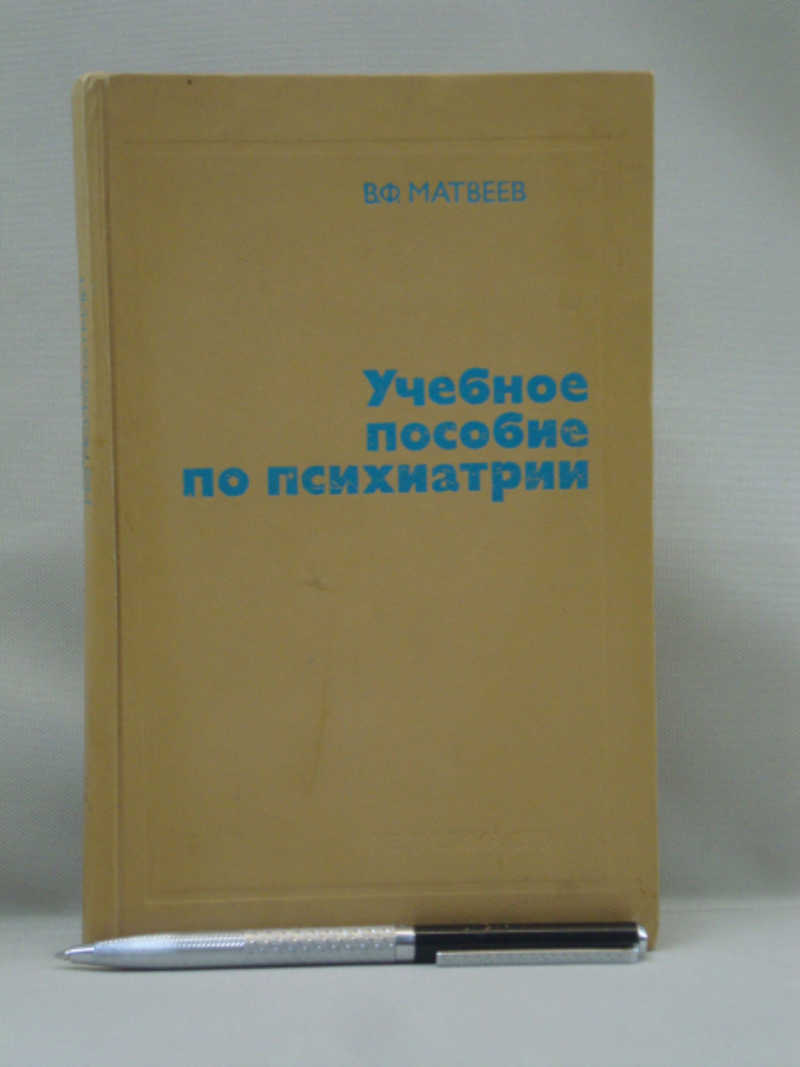 В.Ф. МАТВЕЕВ
Учебное
пособие
по психиатрии